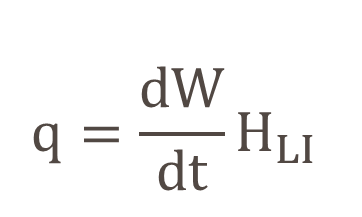 q = dW/dt H_LI